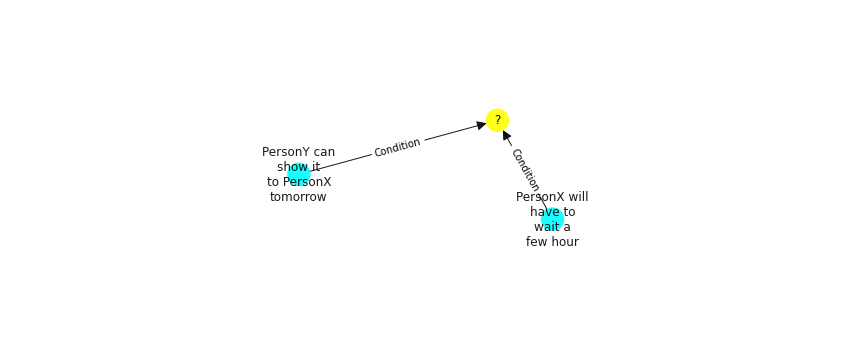 ?
Condition
PersonY can
show it
to PersonX
tomorrow
Condition
PersonX will
have to
wait a
few hour